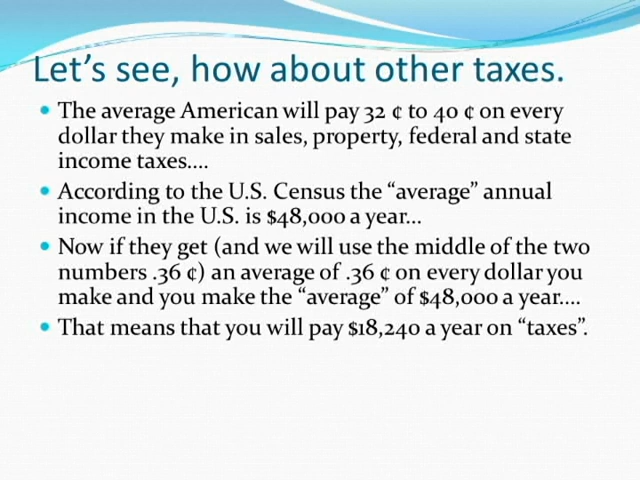 Let's see, how about other taxes.
• The average American will pay 32 ¢ to 40 ¢ on every
dollar they make in sales, property, federal and state
income taxes....
• According to the U.S. Census the “average” annual
income in the U.S. is $48,000 a year...
• Now if they get (and we will use the middle of the two
numbers .36 ¢) an average of .36 ¢ on every dollar you
make and you make the “average” of $48,000 a year....
• That means that you will pay $18,240 a year on “taxes”.